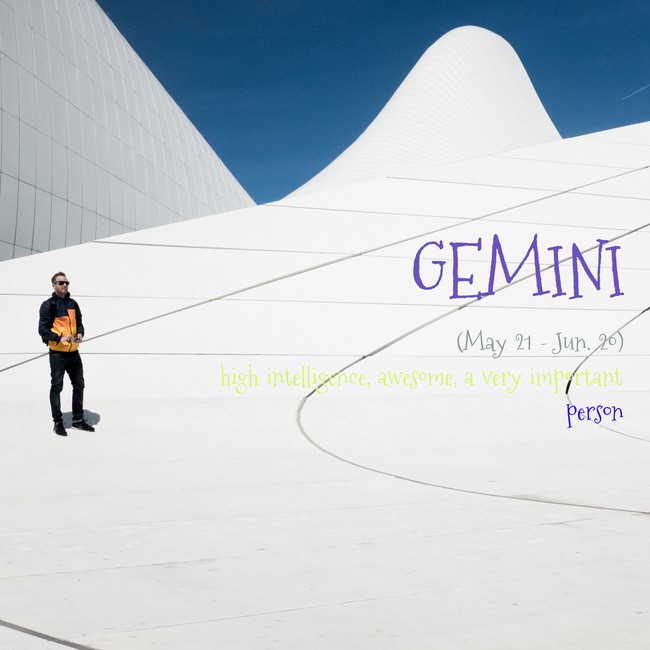 GEMINI
(May 21 - Jun. 20)
high intelligence, awesome, a very important
person